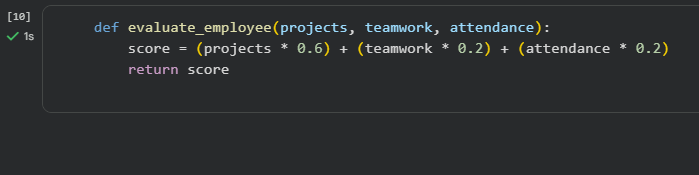 [10]
1s
def evaluate_employee(projects, teamwork, attendance):
score = (projects * 0.6) + (teamwork * 0.2) + (attendance * 0.2)
return score